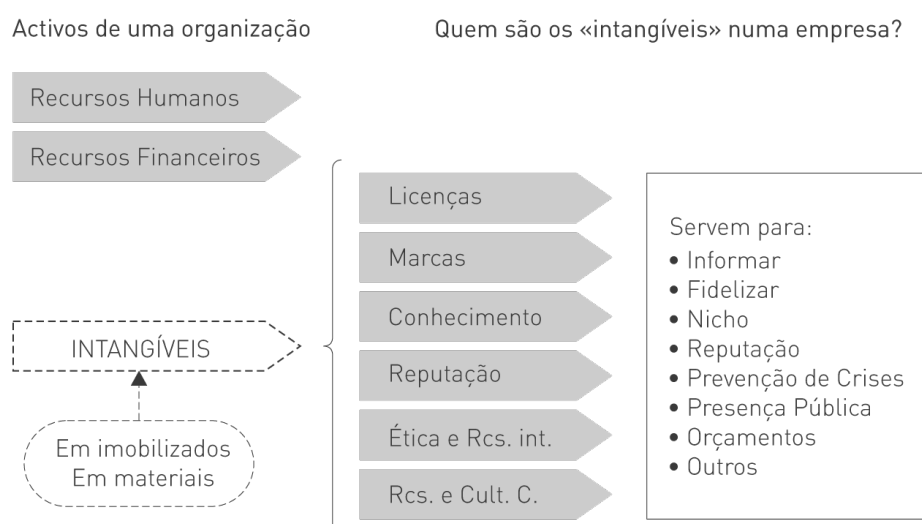 Activos de uma organização
Quem são os «intangíveis» numa empresa?
Recursos Humanos
Recursos Financeiros
INTANGÍVEIS
Em imobilizados
Em materiais
Licenças
Marcas
Conhecimento
Reputação
Ética e Rcs. int.
Rcs. e Cult. C.
Servem para:
• Informar
• Fidelizar
• Nicho
• Reputação
• Prevenção de Crises
• Presença Pública
• Orçamentos
• Outros